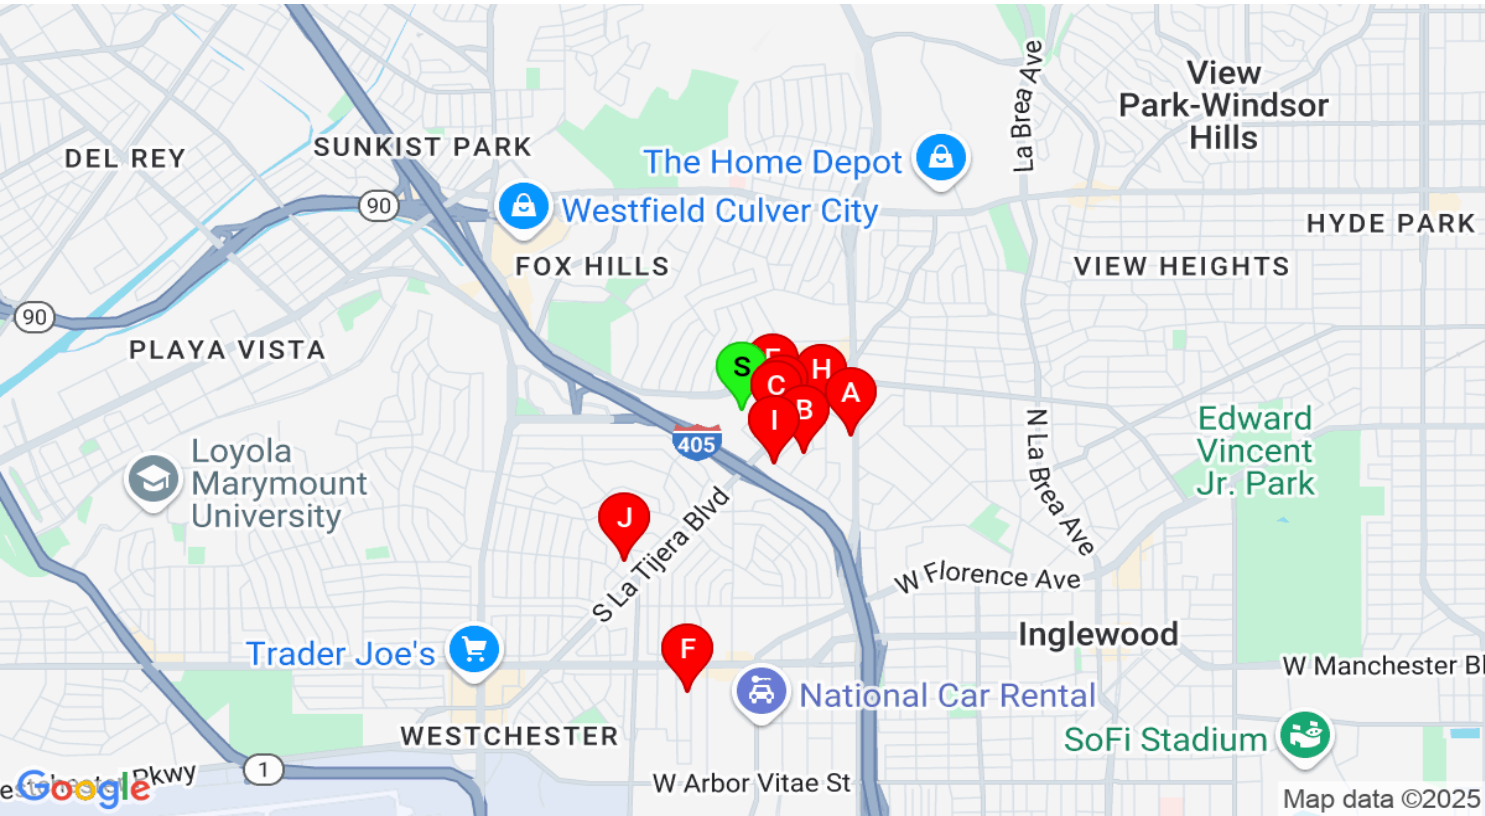 La Brea Ave
View
Park-Windsor
Hills
DEL REY
SUNKIST PARK
The Home Depot
90
Westfield Culver City
HYDE PARK
FOX HILLS
VIEW HEIGHTS
90
PLAYA VISTA
S
H
C
A
B
I
N La Brea Ave
Edward
Vincent
Jr. Park
405
Loyola
Marymount
University
J
S La Tijera Blvd
W Florence Ave
Inglewood
Trader Joe's
F
W Manchester Bl
National Car Rental
WESTCHESTER
SoFi Stadium
1
Pkwy
W Arbor Vitae St
Google
Map data ©2025